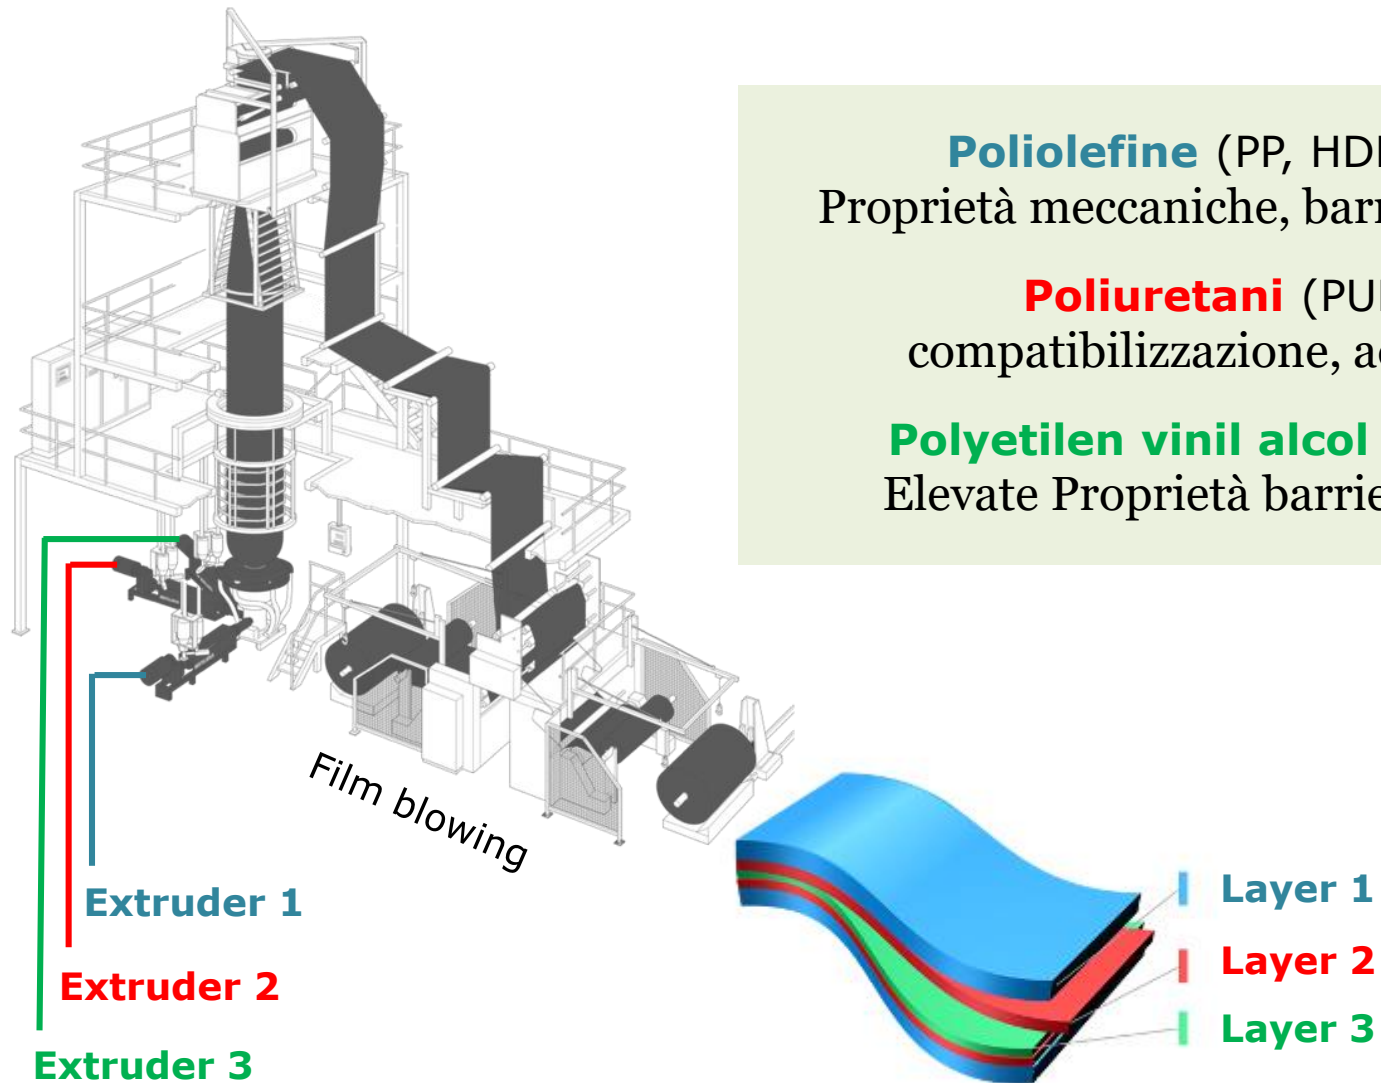 Poliolefine (PP, HD
Proprietà meccaniche, barr
Poliuretani (PU
compatibilizzazione, a
Polyetilen vinil alcol
Elevate Proprietà barrie
Film blowing
Extruder 1
Extruder 2
Extruder 3
Layer 1
Layer 2
Layer 3